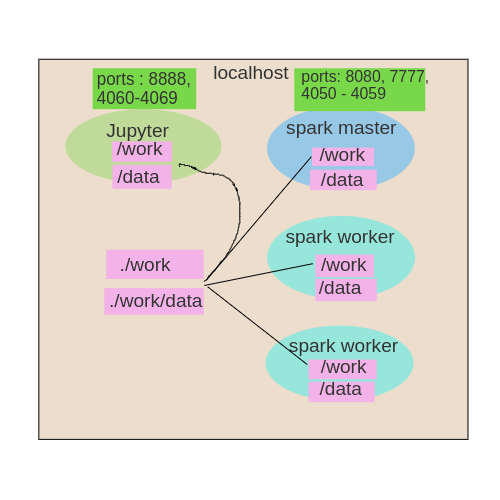 localhost
ports : 8888,
4060-4069
Jupyter
/work
/data
ports: 8080, 7777,
4050 - 4059
spark master
/work
/data
./work
./work/data
spark worker
/work
/data
spark worker
/work
/data